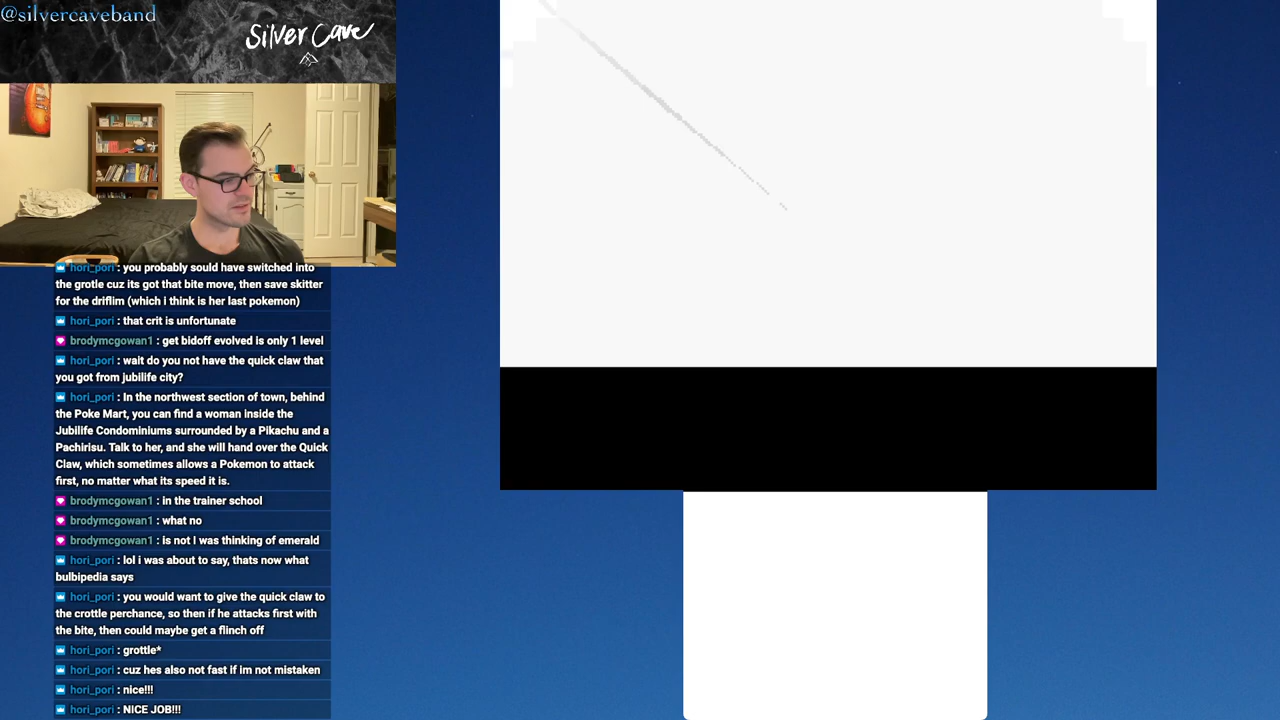 @silvercaveband
Silver Cave
hori_pori : you probably sould have switched into
the grotle cuz its got that bite move, then save skitter
for the driflim (which i think is her last pokemon)
hori_pori : that crit is unfortunate
brodymcgowan1 : get bidoff evolved is only 1 level
hori_pori : wait do you not have the quick claw that
you got from jubilife city?
hori_pori : In the northwest section of town, behind
the Poke Mart, you can find a woman inside the
Jubilife Condominiums surrounded by a Pikachu and a
Pachirisu. Talk to her, and she will hand over the Quick
Claw, which sometimes allows a Pokemon to attack
first, no matter what its speed it is.
brodymcgowan1 : in the trainer school
brodymcgowan1 : what no
brodymcgowan1 : is not I was thinking of emerald
hori_pori : lol i was about to say, thats now what
bulbipedia says
hori_pori : you would want to give the quick claw to
the crottle perchance, so then if he attacks first with
the bite, then could maybe get a flinch off
hori_pori : grottle*
hori_pori : cuz hes also not fast if im not mistaken
hori_pori : nice!!!
hori_pori : NICE JOB!!!